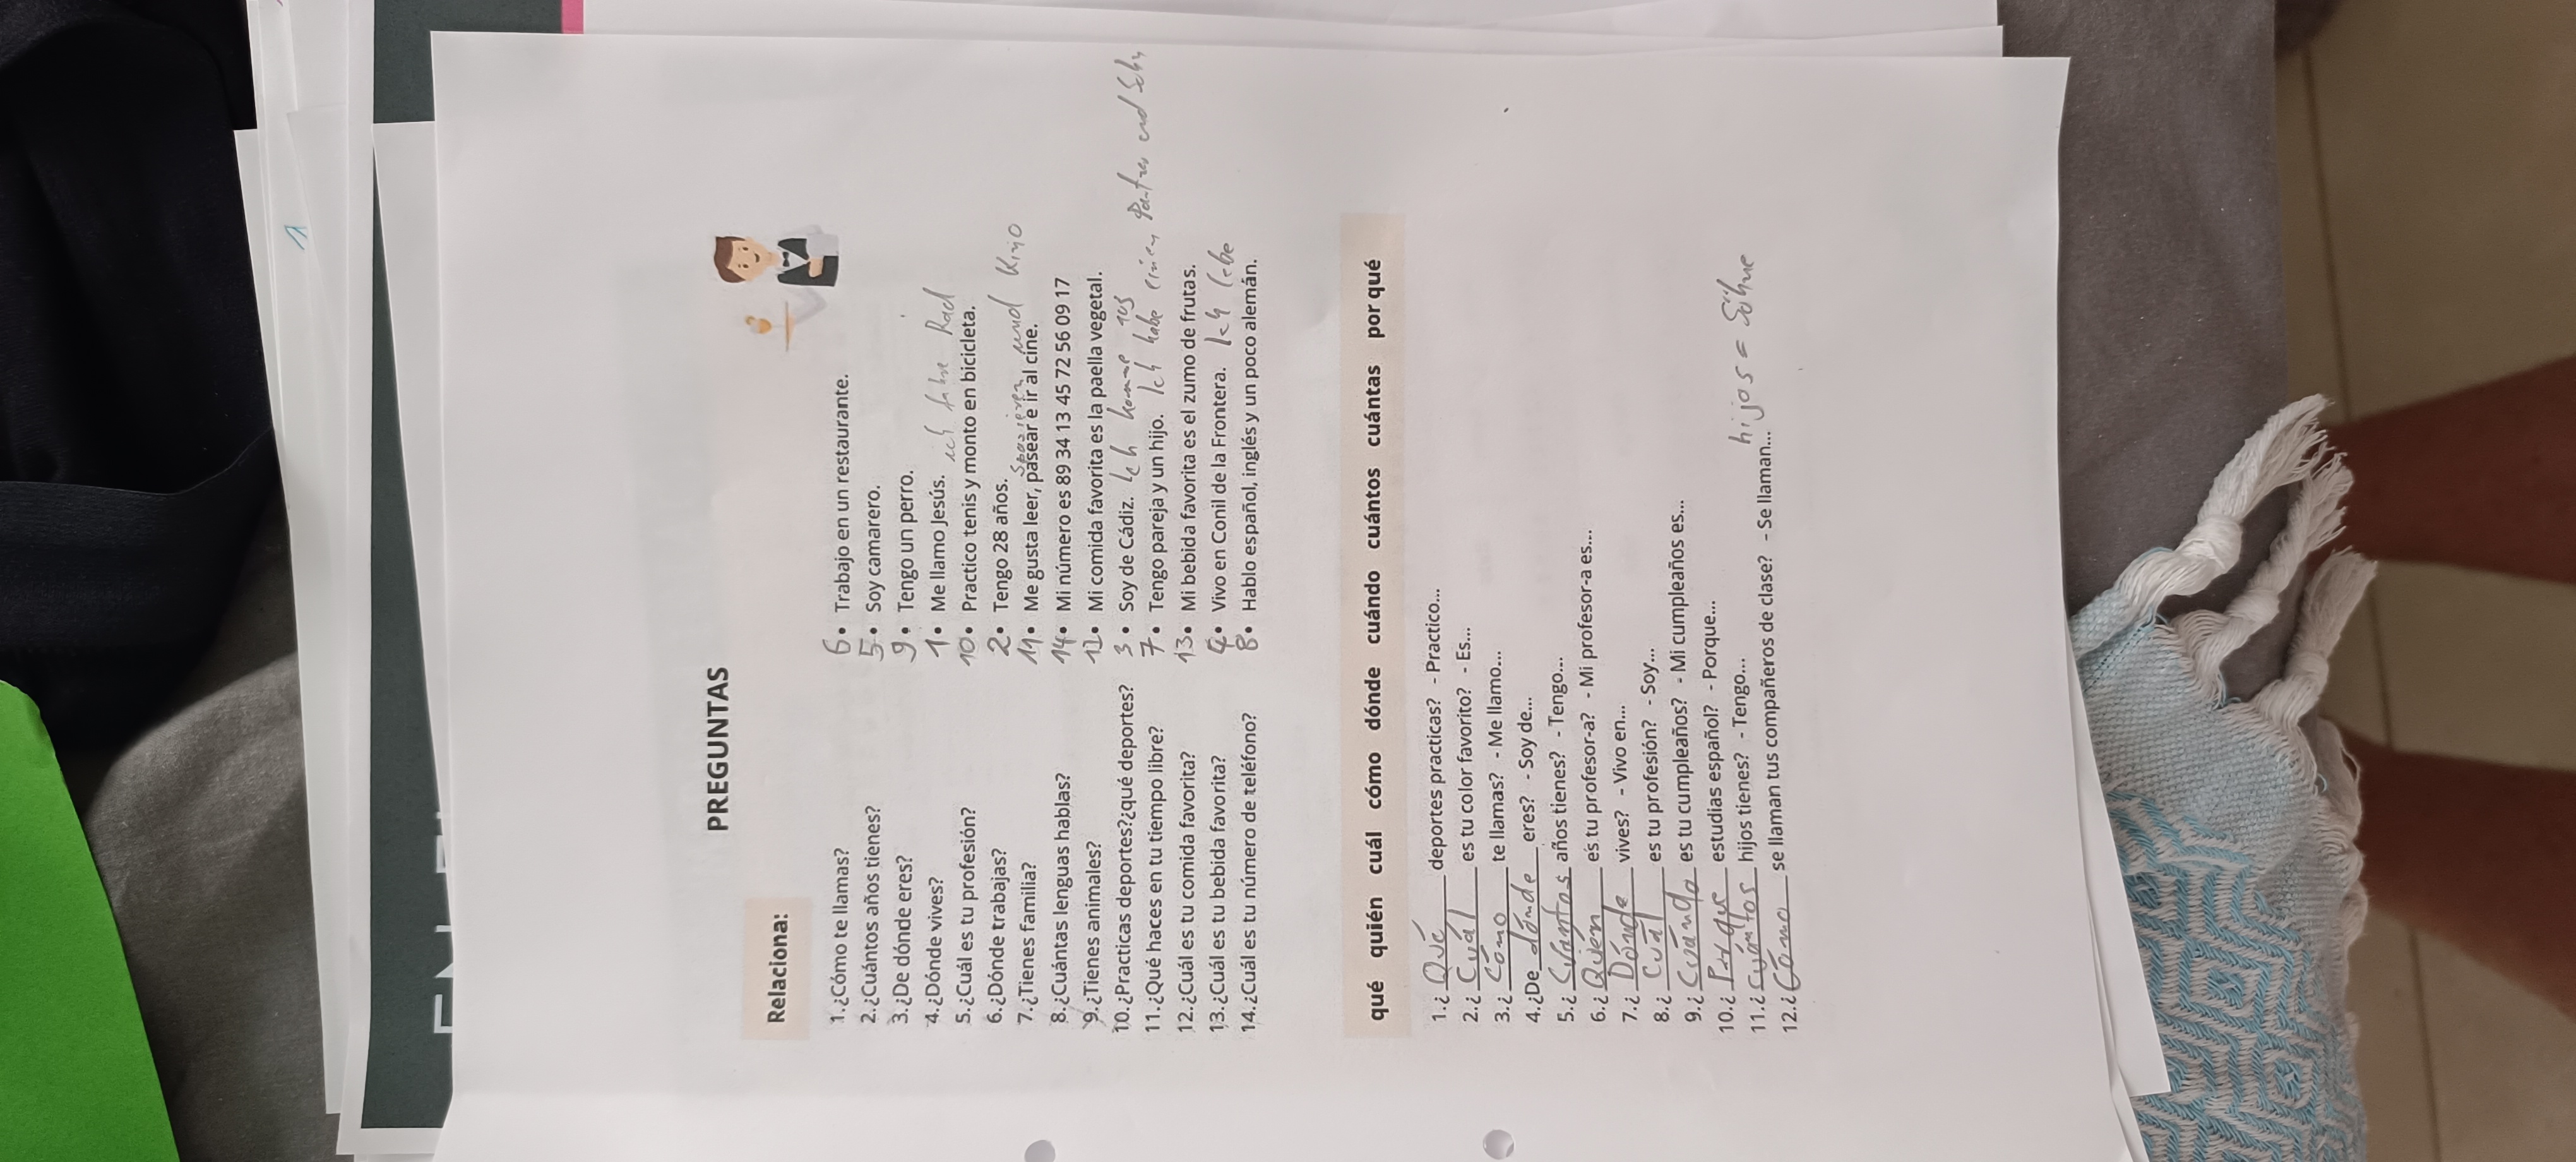 PREGUNTAS
Relaciona:
1.¿Cómo te llamas?
2.¿Cuántos años tienes?
3.¿De dónde eres?
4.¿Dónde vives?
5.¿Cuál es tu profesión?
6.¿Dónde trabajas?
7.¿Tienes familia?
8.¿Cuántas lenguas hablas?
9.¿Tienes animales?
10.¿Practicas deportes?¿qué deportes?
11.¿Qué haces en tu tiempo libre?
12.¿Cuál es tu comida favorita?
13.¿Cuál es tu bebida favorita?
14.¿Cuál es tu número de teléfono?
6 • Trabajo en un restaurante.
5 • Soy camarero.
9 • Tengo un perro.
1 • Me llamo Jesús. ich fahre Rad
10 • Practico tenis y monto en bicicleta.
2 • Tengo 28 años. Spazieren und Kino
11 • Me gusta leer, pasear e ir al cine.
14 • Mi número es 89 34 13 45 72 56 09 17
12 • Mi comida favorita es la paella vegetal.
3 • Soy de Cádiz. Ich komme aus
7 • Tengo pareja y un hijo. Ich habe einen Partner und Sohn
13 • Mi bebida favorita es el zumo de frutas.
4 • Vivo en Conil de la Frontera. Ich lebe
8 • Hablo español, inglés y un poco alemán.
qué quién cuál cómo dónde cuándo cuántos cuántas por qué
1.¿ Qué deportes practicas? - Practico...
2.¿ Cuál es tu color favorito? - Es...
3.¿ Cómo te llamas? - Me llamo...
4.¿De dónde eres? - Soy de...
5.¿ Cuántos años tienes? - Tengo...
6.¿ Quién es tu profesor-a? - Mi profesor-a es...
7.¿ Dónde vives? - Vivo en...
8.¿ Cuál es tu profesión? - Soy...
9.¿ Cuándo es tu cumpleaños? - Mi cumpleaños es...
10.¿ Por que estudias español? - Porque...
11.¿ Cuantos hijos tienes? - Tengo... hijos = Söhne
12.¿ Cómo se llaman tus compañeros de clase? - Se llaman...
1